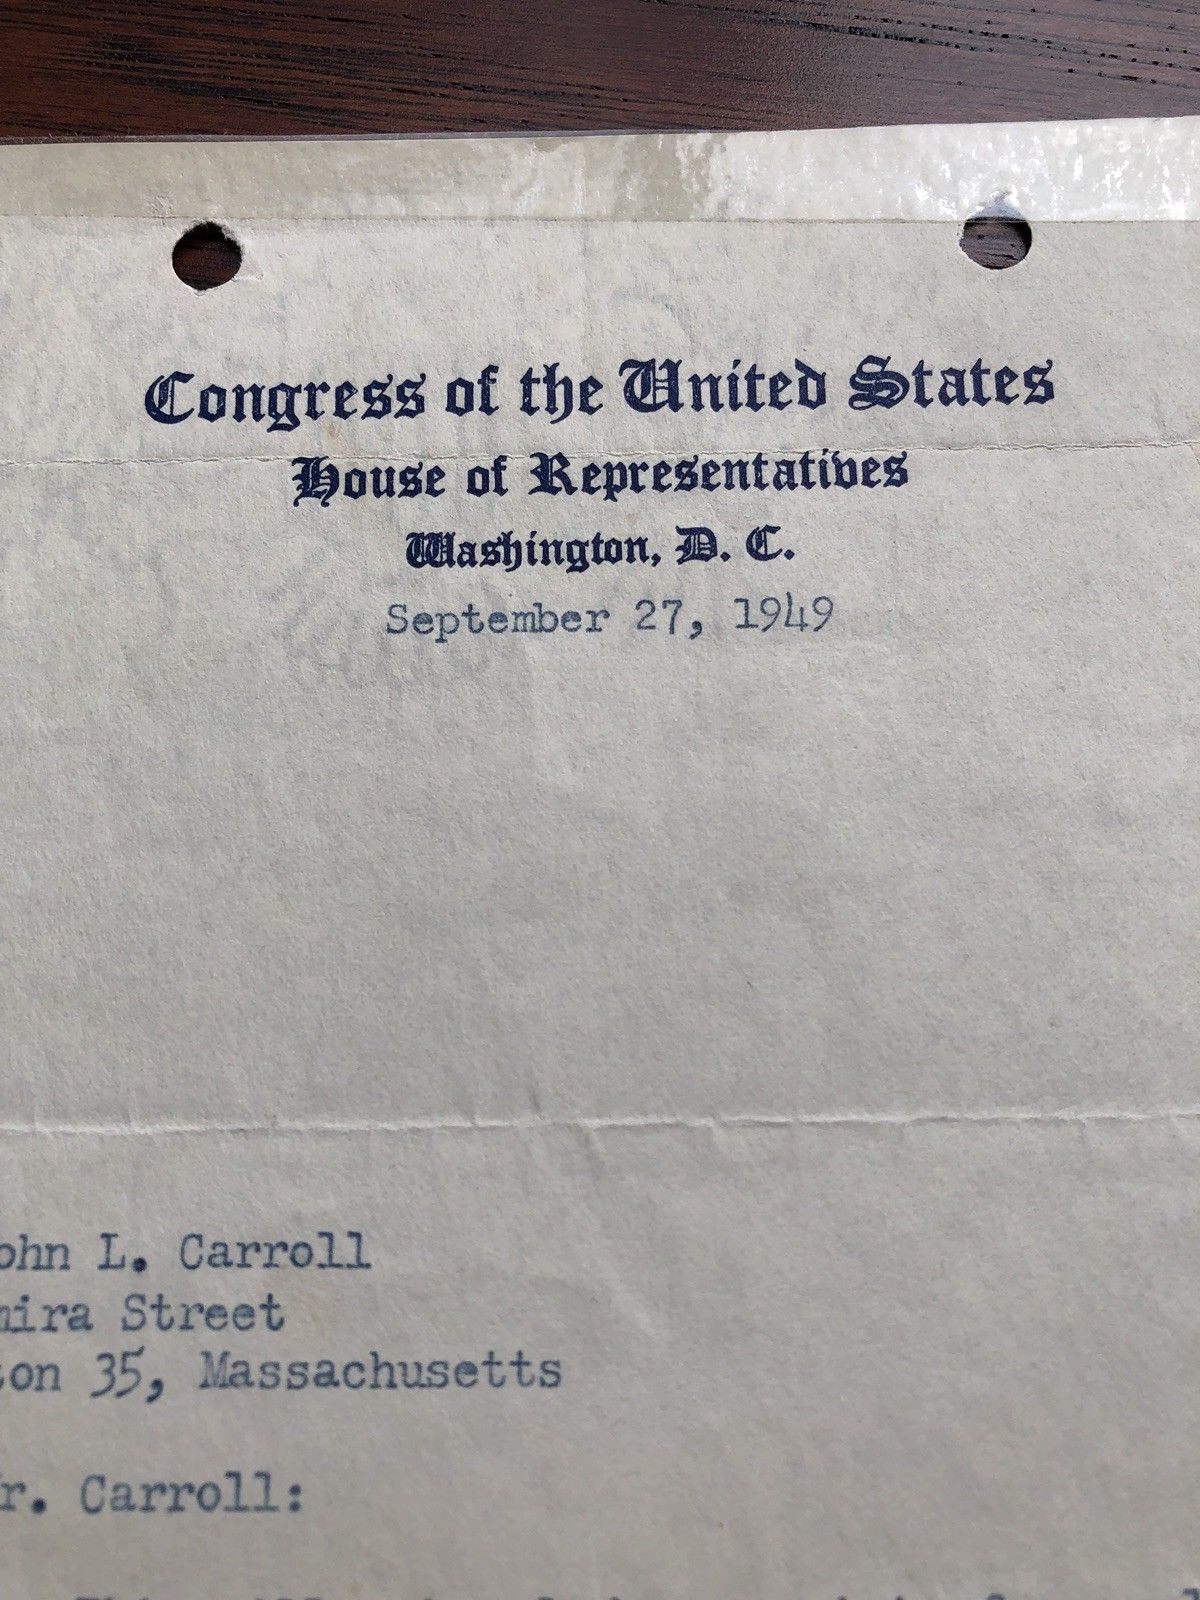 Congress of the United States
House of Representatives
Washington, D. C.
September 27, 1949
ohn L. Carroll
mira Street
ton 35, Massachusetts
r. Carroll: